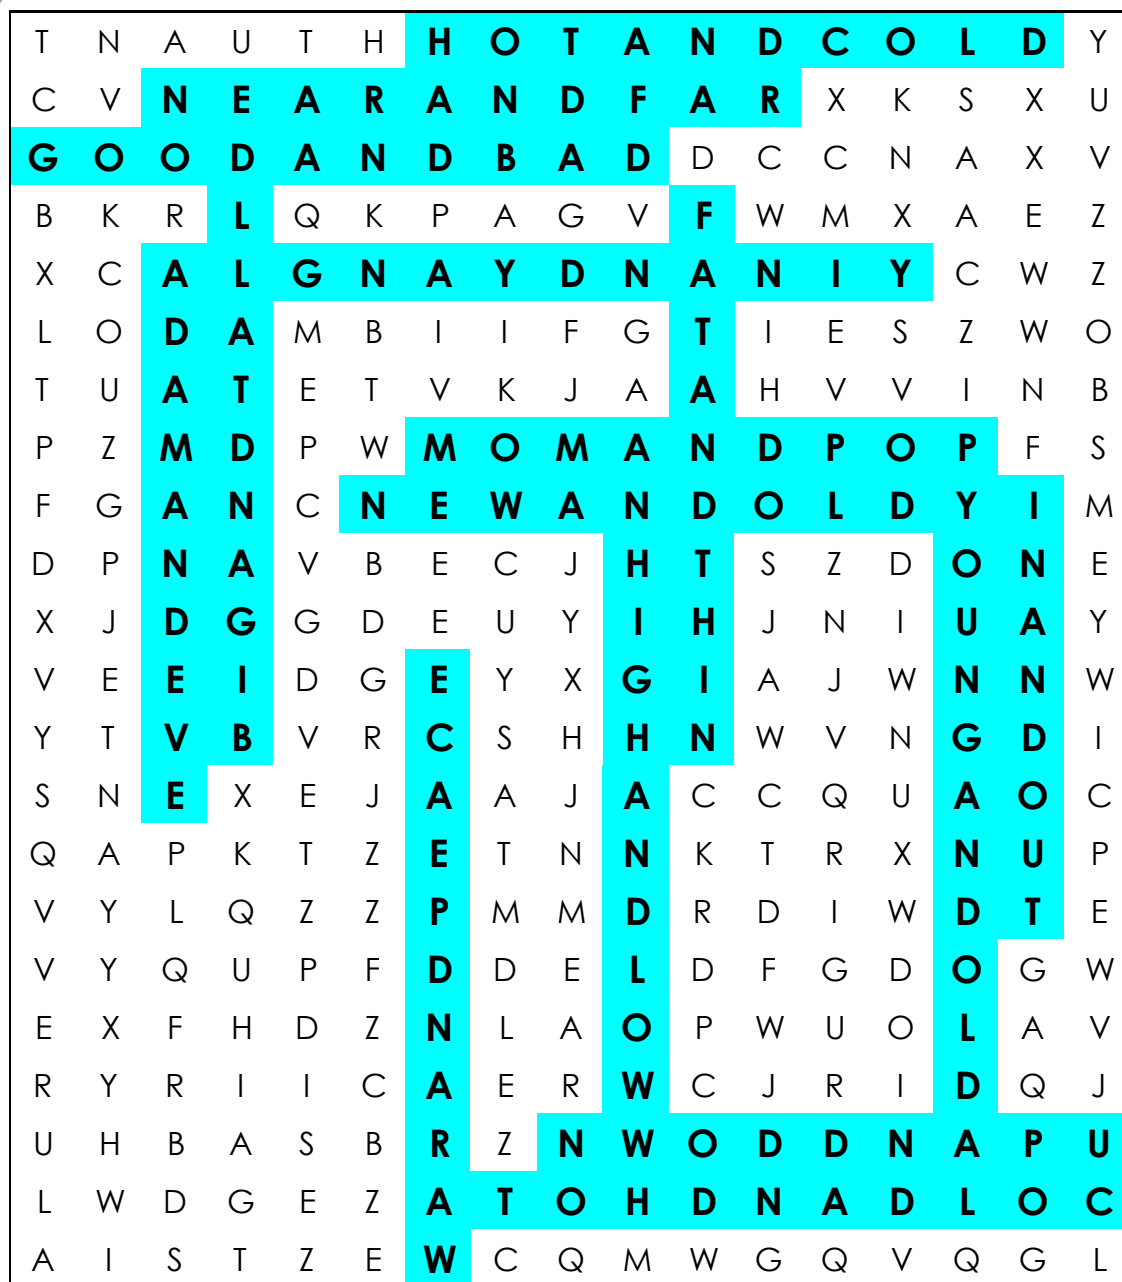 T N A U T H H O T A N D C O L D Y
C V N E A R A N D F A R X K S X U
G O O D A N D B A D D C C N A X V
B K R L Q K P A G V F W M X A E Z
X C A L G N A Y D N A N I Y C W Z
L O D A M B I I F G T I E S Z W O
T U A T E T V K J A A H V V I N B
P Z M D P W M O M A N D P O P F S
F G A N C N E W A N D O L D Y I M
D P N A V B E C J H T S Z D O N E
X J D G G D E U Y I H J N I U A Y
V E E I D G E Y X G I A J W N N W
Y T V B V R C S H H N W V N G D I
S N E X E J A A J A C C Q U A O C
Q A P K T Z E T N N K T R X N U P
V Y L Q Z Z P M M D R D I W D T E
V Y Q U P F D D E L D F G D O G W
E X F H D Z N L A O P W U O L A V
R Y R I I C A E R W C J R I D Q J
U H B A S B R Z N W O D D N A P U
L W D G E Z A T O H D N A D L O C
A I S T Z E W C Q M W G Q V Q G L